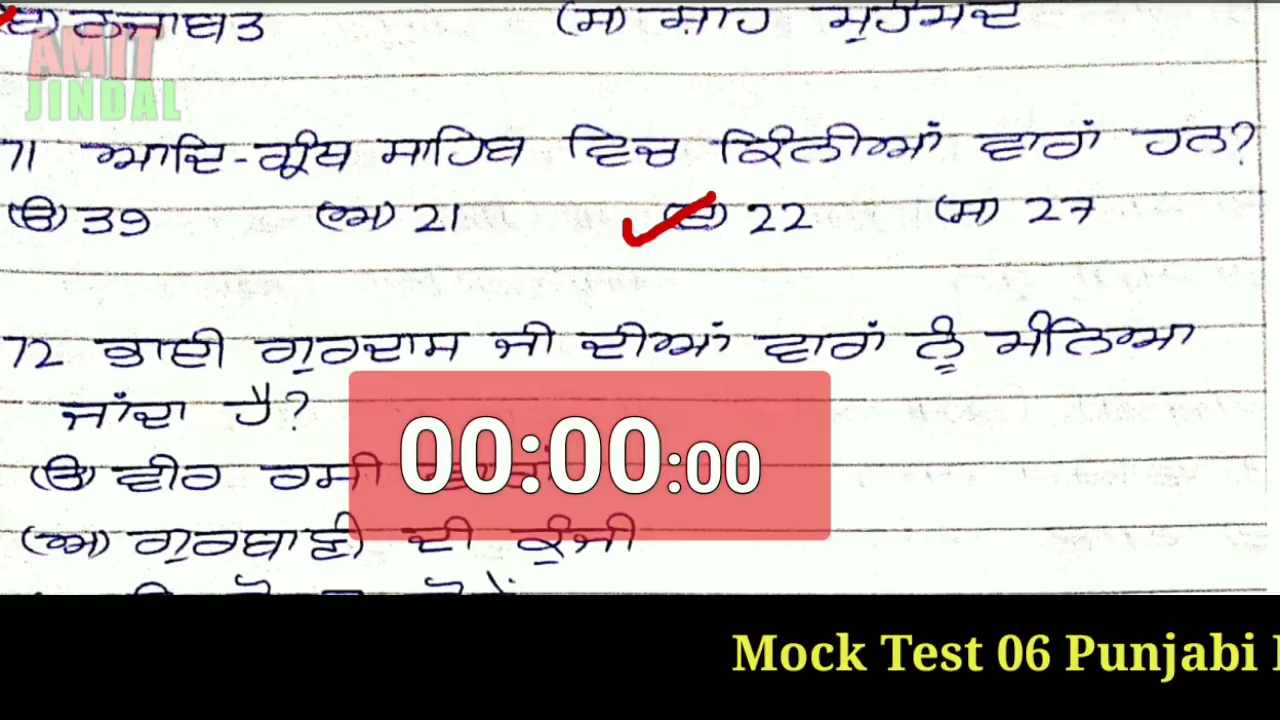 (ੲ) ਨਜਾਬਤ (ਸ) ਸ਼ਾਹ ਮੁਹੰਮਦ
AMIT
JINDAL
71 ਆਦਿ-ਗ੍ਰੰਥ ਸਾਹਿਬ ਵਿਚ ਕਿੰਨੀਆਂ ਵਾਰਾਂ ਹਨ?
(ੳ) 39 (ਅ) 21 (ੲ) 22 (ਸ) 27
72 ਭਾਈ ਗੁਰਦਾਸ ਜੀ ਦੀਆਂ ਵਾਰਾਂ ਨੂੰ ਮੰਨਿਆ
ਜਾਂਦਾ ਹੈ?
00:00:00
(ੳ) ਵੀਰ ਰਸੀ ਵਾਰਾਂ
(ਅ) ਗੁਰਬਾਣੀ ਦੀ ਕੁੰਜੀ
Mock Test 06 Punjabi